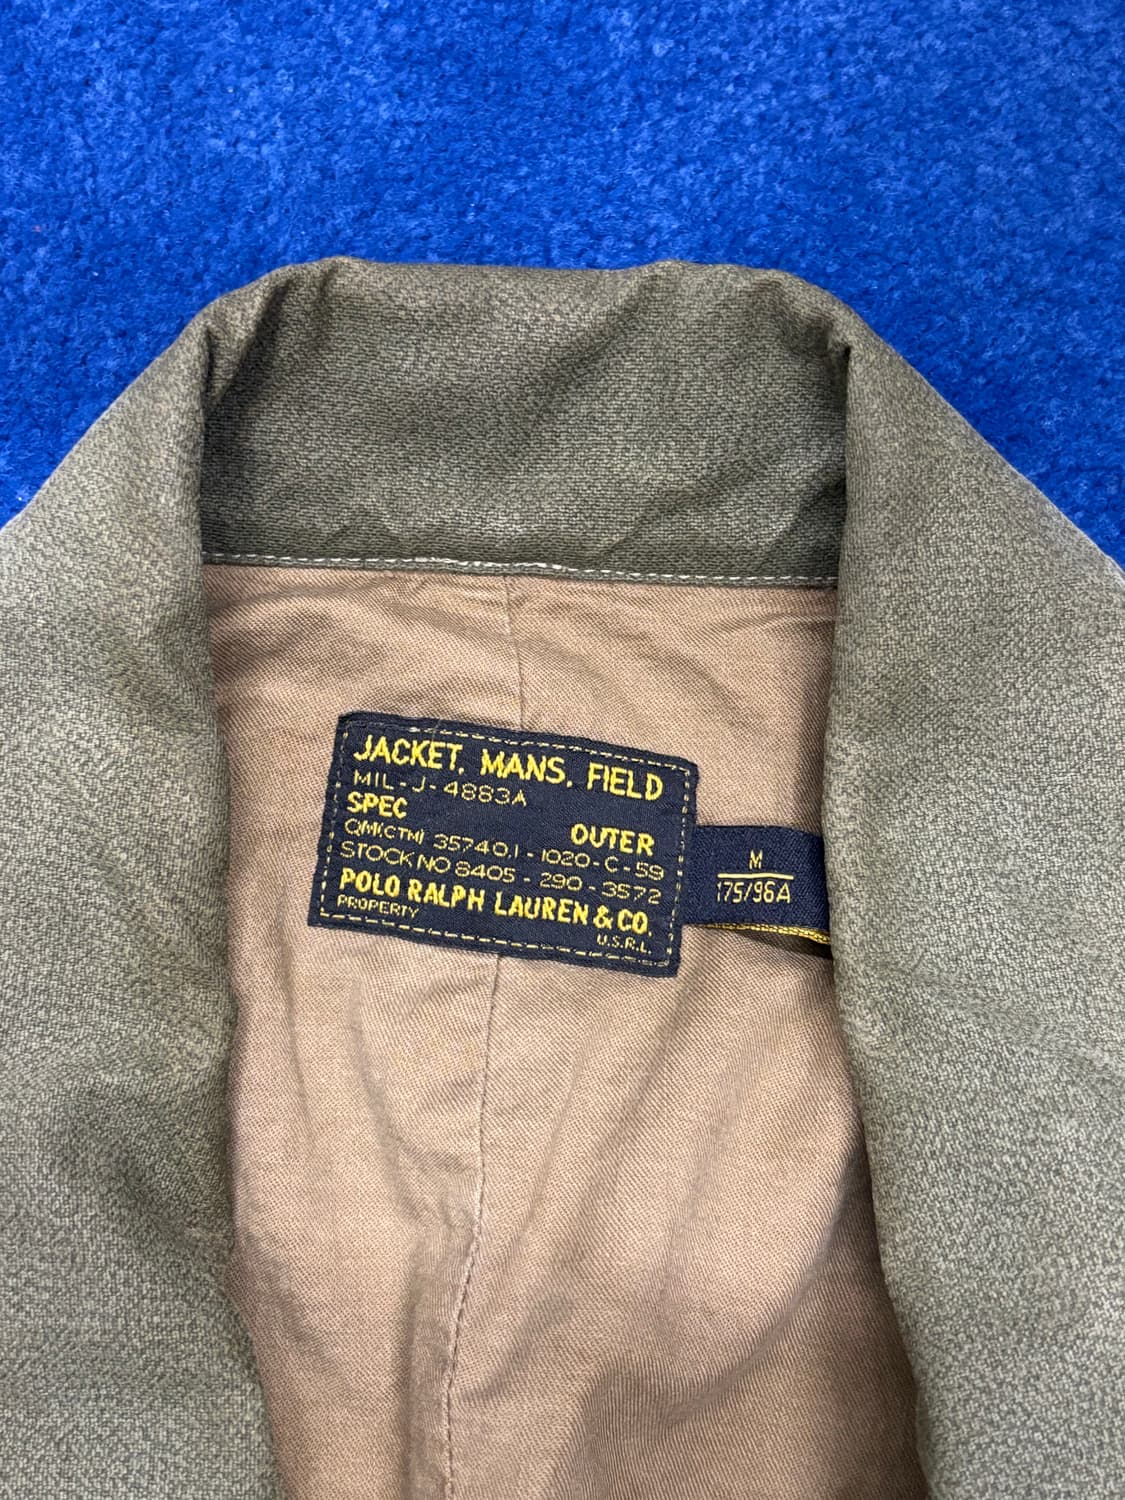 JACKET, MANS, FIELD
MIL-J-4883A
SPEC
OUTER
QM(CTM) 35740.1-1020-C-59
STOCK NO 8405-290-3572
POLO RALPH LAUREN & CO.
PROPERTY
U.S.R.L.
M
175/96A